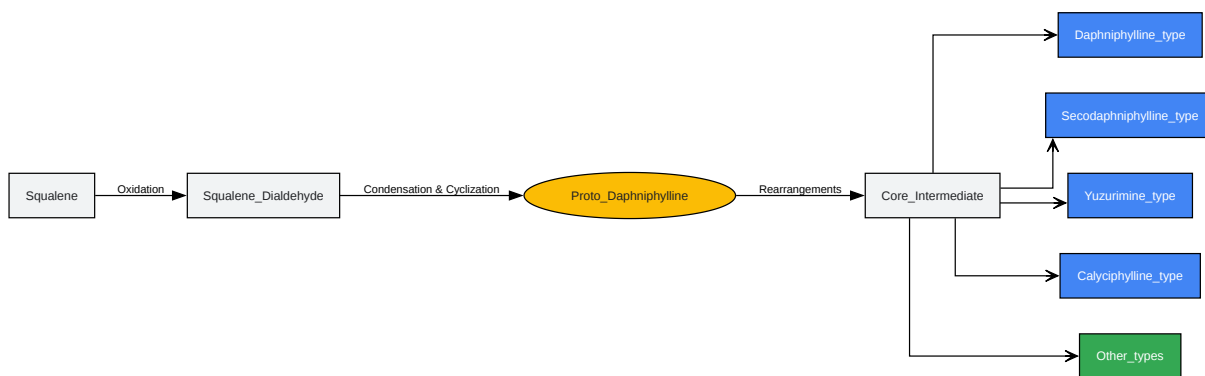 Daphniphylline_type
Secodaphniphylline_type
Squalene
Oxidation
Squalene_Dialdehyde
Condensation & Cyclization
Proto_Daphniphylline
Rearrangements
Core_Intermediate
Yuzurimine_type
Calyciphylline_type
Other_types